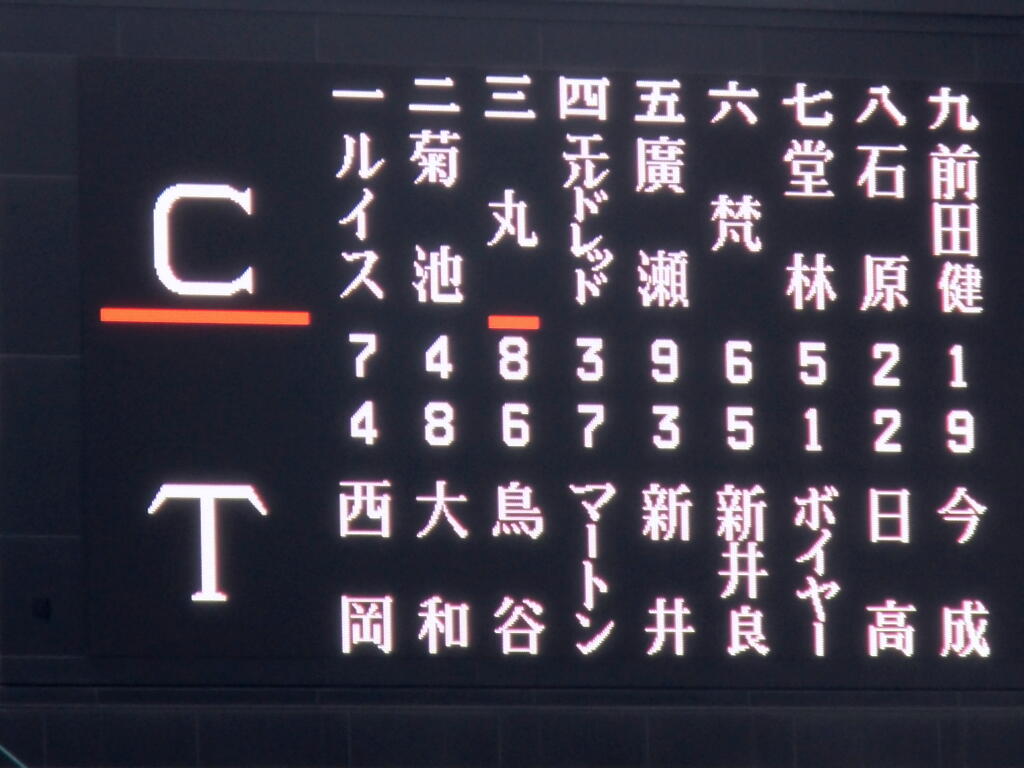 C
一 二 三 四 五 六 七 八 九
ルイス 菊池 丸 エルドレッド 廣瀬 梵 堂林 石原 前田健
7 4 8 3 9 6 5 2 1
4 8 6 7 3 5 1 2 9
T
西岡 大和 鳥谷 マートン 新井 新井良 ボイヤー 日高 今成